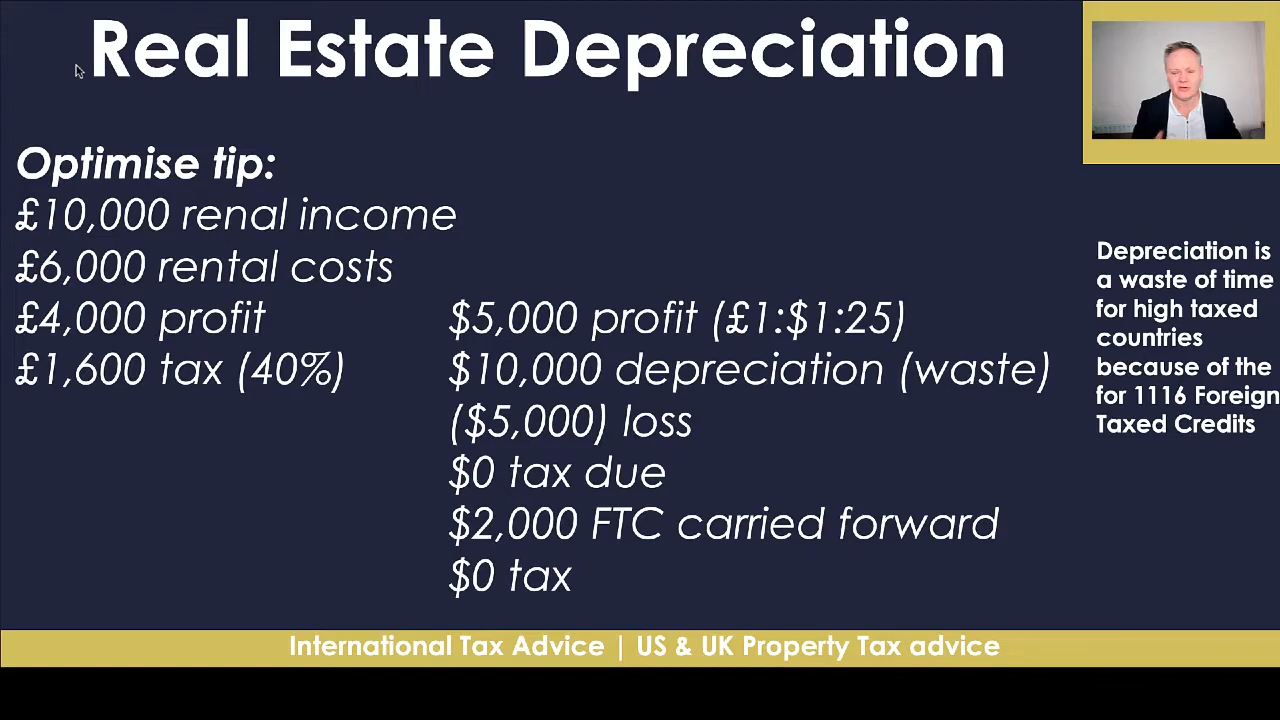 Real Estate Depreciation
Optimise tip:
£10,000 renal income
£6,000 rental costs
£4,000 profit
£1,600 tax (40%)
$5,000 profit (£1:$1:25)
$10,000 depreciation (waste)
($5,000) loss
$0 tax due
$2,000 FTC carried forward
$0 tax
Depreciation is
a waste of time
for high taxed
countries
because of the
for 1116 Foreign
Taxed Credits
International Tax Advice | US & UK Property Tax advice